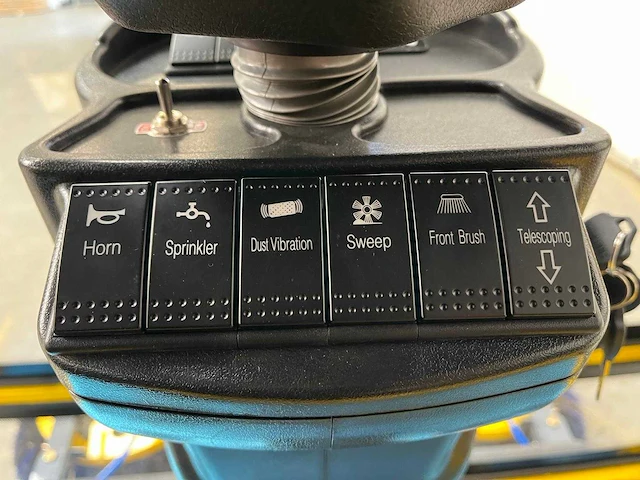 Horn
Sprinkler
Dust Vibration
Sweep
Front Brush
Telescoping